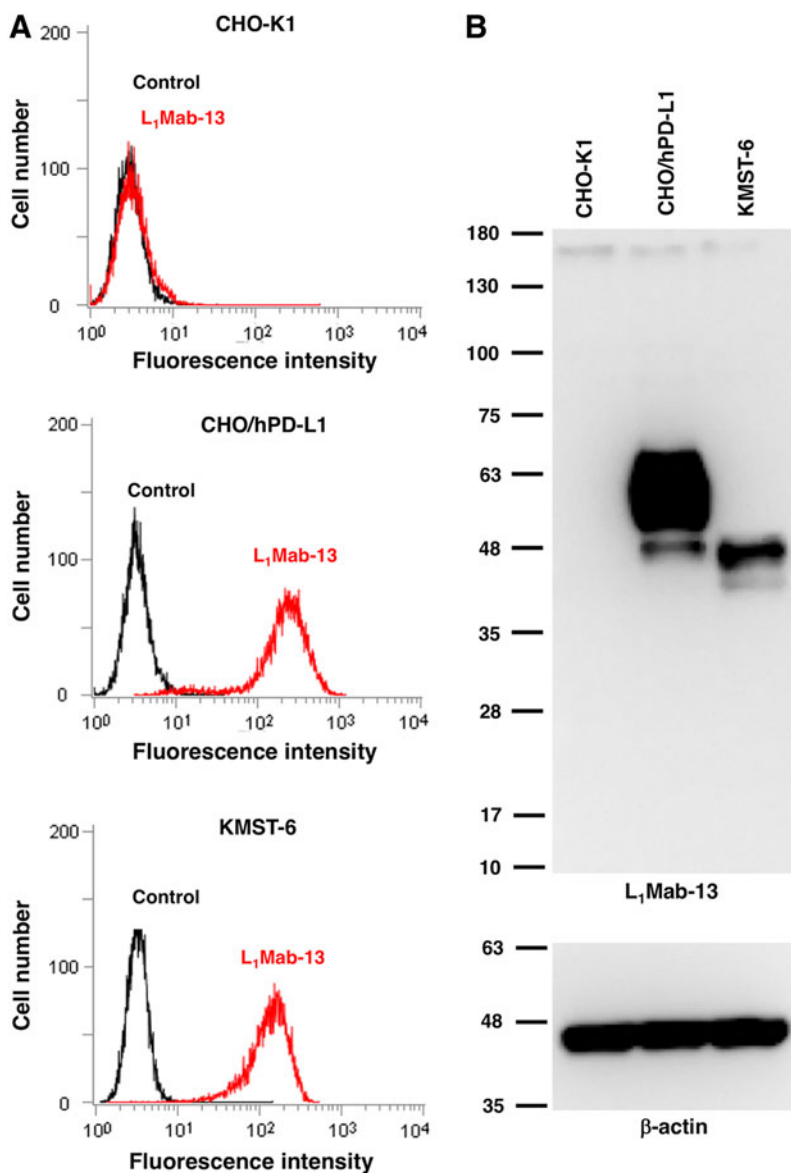 A
CHO-K1
200
Control
L₁Mab-13
100
0
Cell number
10⁰ 10¹ 10² 10³ 10⁴
Fluorescence intensity
CHO/hPD-L1
200
Control
L₁Mab-13
100
0
Cell number
10⁰ 10¹ 10² 10³ 10⁴
Fluorescence intensity
KMST-6
200
Control
L₁Mab-13
100
0
Cell number
10⁰ 10¹ 10² 10³ 10⁴
Fluorescence intensity
B
CHO-K1
CHO/hPD-L1
KMST-6
180
130
100
75
63
48
35
28
17
10
L₁Mab-13
63
48
35
β-actin